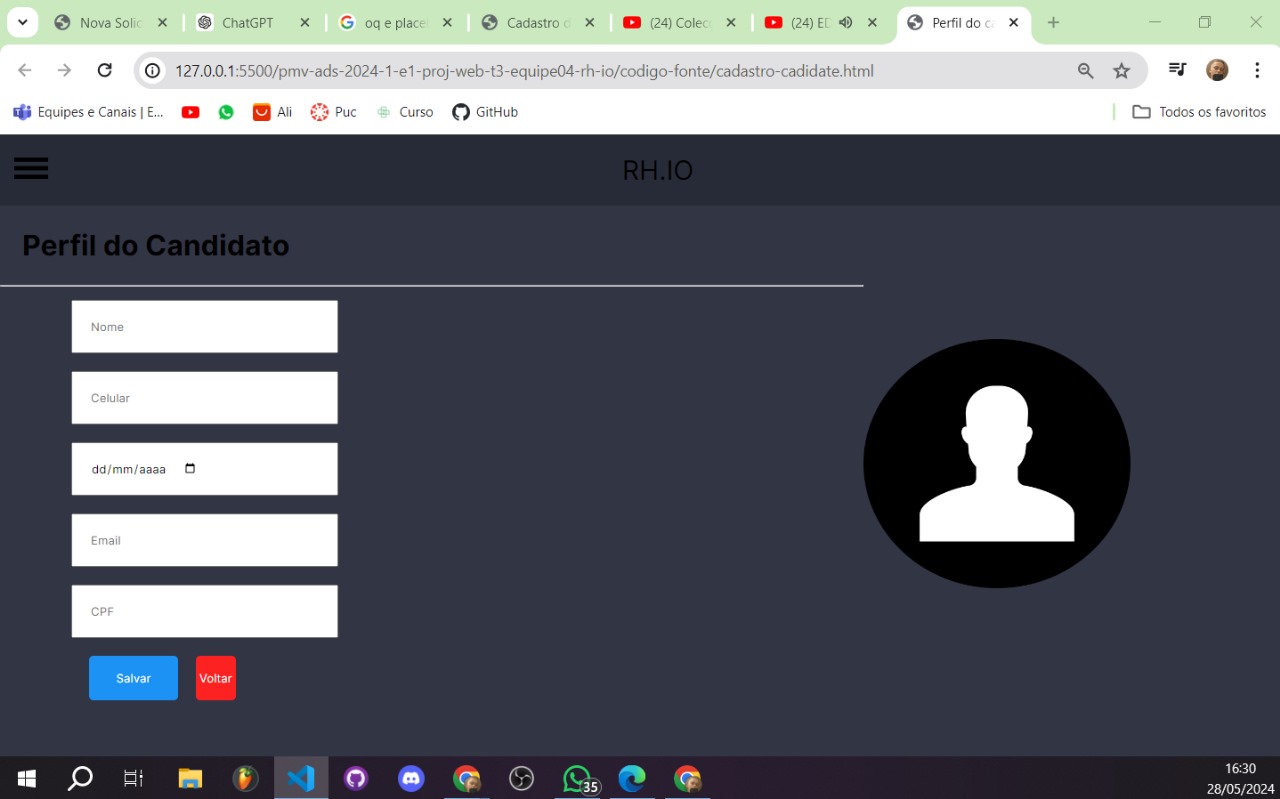 Nova Solic
ChatGPT
oq e place
Cadastro d
(24) Colec
(24) ED
Perfil do ca
127.0.0.1:5500/pmv-ads-2024-1-e1-proj-web-t3-equipe04-rh-io/codigo-fonte/cadastro-cadidate.html
Equipes e Canais | E...
Ali
Puc
Curso
GitHub
Todos os favoritos
RH.IO
Perfil do Candidato
Nome
Celular
dd/mm/aaaa
Email
CPF
Salvar
Voltar
35
16:30
28/05/2024